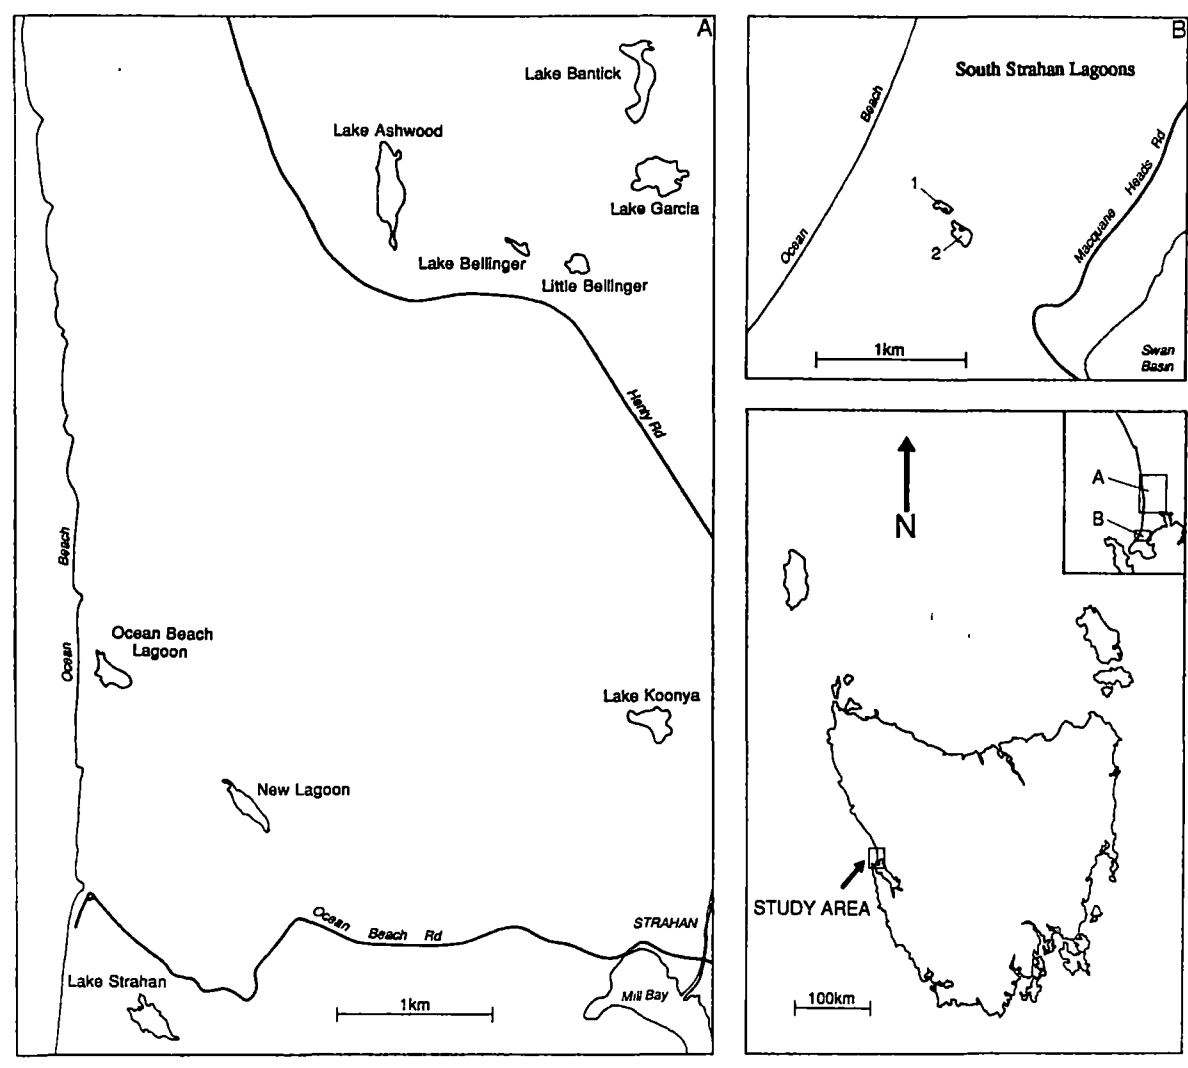 A
Lake Bantick
Lake Ashwood
Lake Garcia
Lake Bellinger
Little Bellinger
Henty Rd
Ocean Beach
Ocean Beach
Lagoon
Lake Koonya
New Lagoon
Ocean Beach Rd
STRAHAN
Lake Strahan
1km
Mill Bay
B
South Strahan Lagoons
Ocean Beach
1
2
Macquarie Heads Rd
1km
Swan
Basin
A
B
N
STUDY AREA
100km